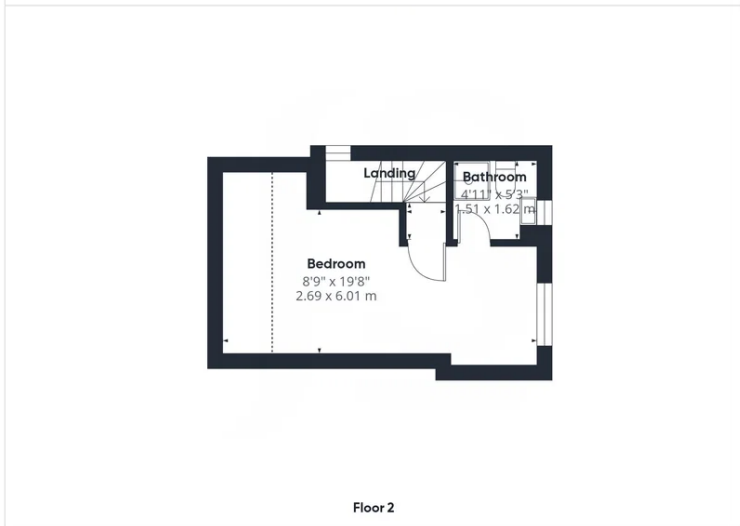 Landing
Bathroom
4'11" x 5'3"
1.51 x 1.62 m
Bedroom
8'9" x 19'8"
2.69 x 6.01 m
Floor 2